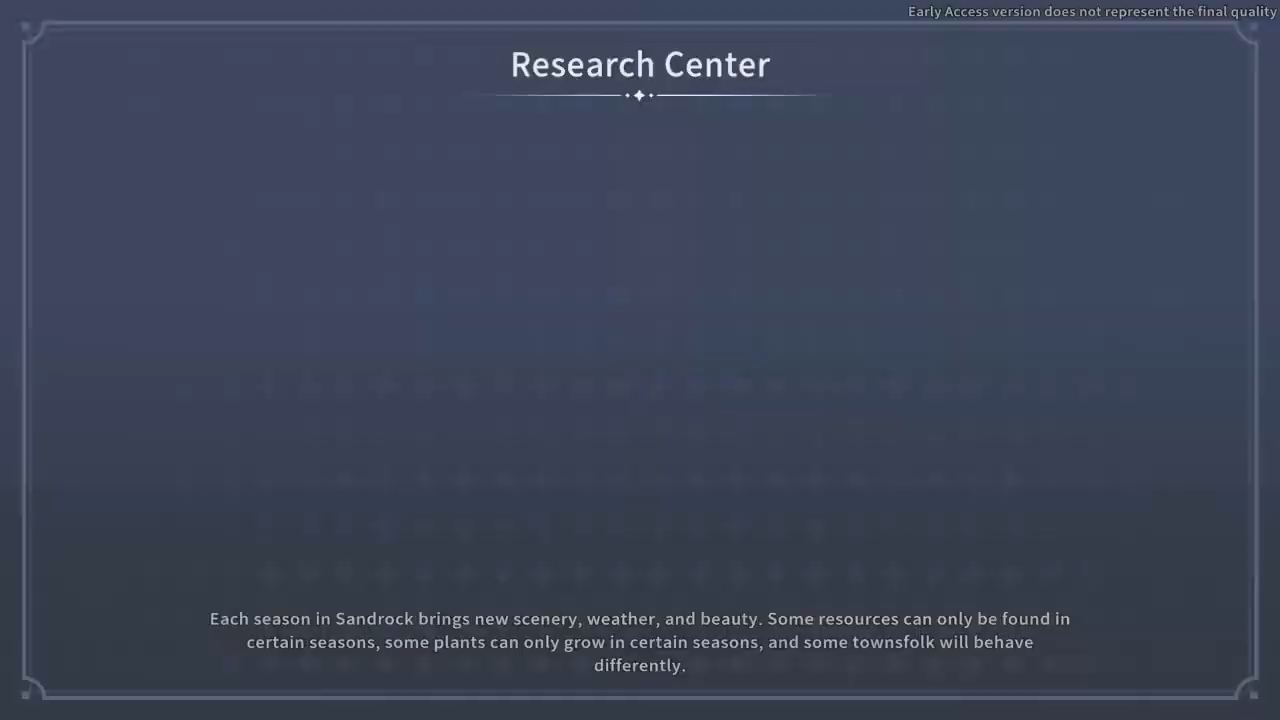 Early Access version does not represent the final quality
Research Center
Each season in Sandrock brings new scenery, weather, and beauty. Some resources can only be found in
certain seasons, some plants can only grow in certain seasons, and some townsfolk will behave
differently.